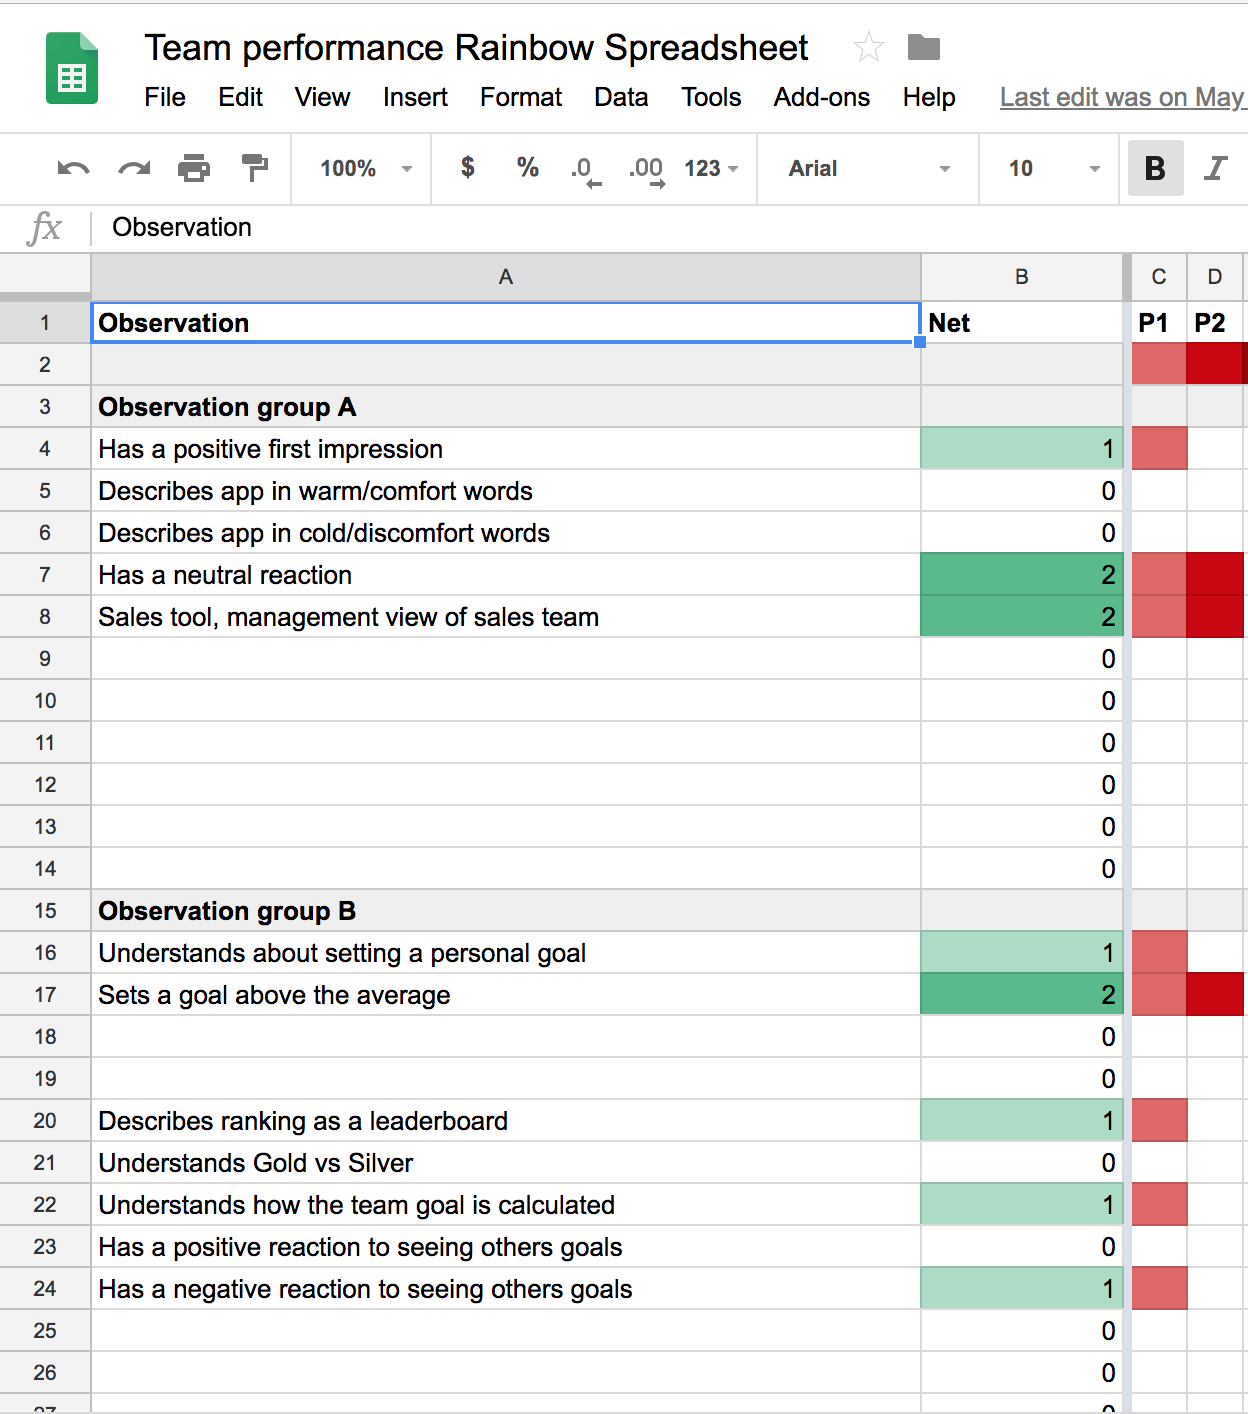 Team performance Rainbow Spreadsheet
File Edit View Insert Format Data Tools Add-ons Help Last edit was on May
100% $ % .0 .00 123 Arial 10 B I
fx Observation
A B C D
1 Observation Net P1 P2
2
3 Observation group A
4 Has a positive first impression 1
5 Describes app in warm/comfort words 0
6 Describes app in cold/discomfort words 0
7 Has a neutral reaction 2
8 Sales tool, management view of sales team 2
9 0
10 0
11 0
12 0
13 0
14 0
15 Observation group B
16 Understands about setting a personal goal 1
17 Sets a goal above the average 2
18 0
19 0
20 Describes ranking as a leaderboard 1
21 Understands Gold vs Silver 0
22 Understands how the team goal is calculated 1
23 Has a positive reaction to seeing others goals 0
24 Has a negative reaction to seeing others goals 1
25 0
26 0